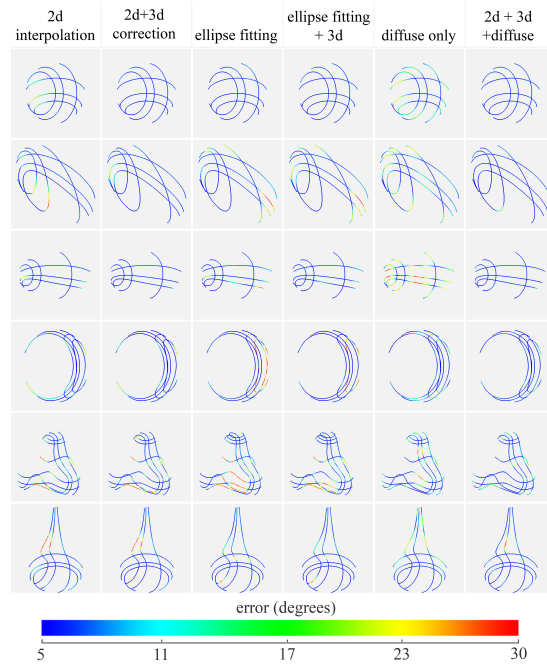 2d interpolation
2d+3d correction
ellipse fitting
ellipse fitting + 3d
diffuse only
2d + 3d +diffuse
error (degrees)
5 11 17 23 30